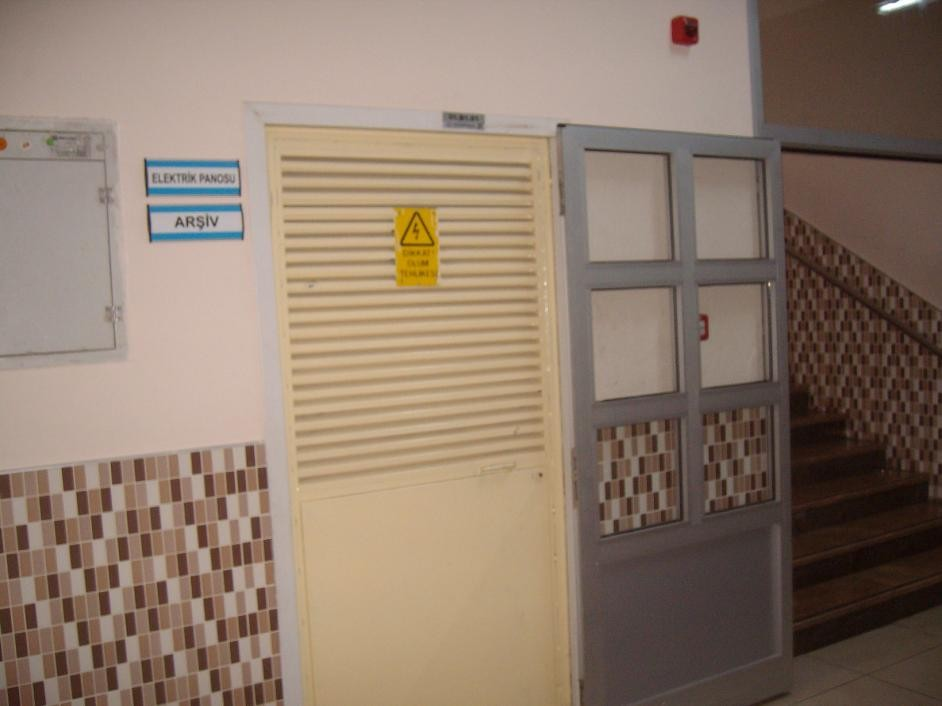 ELEKTRİK PANOSU
ARŞİV
DİKKAT
ÖLÜM
TEHLİKESİ